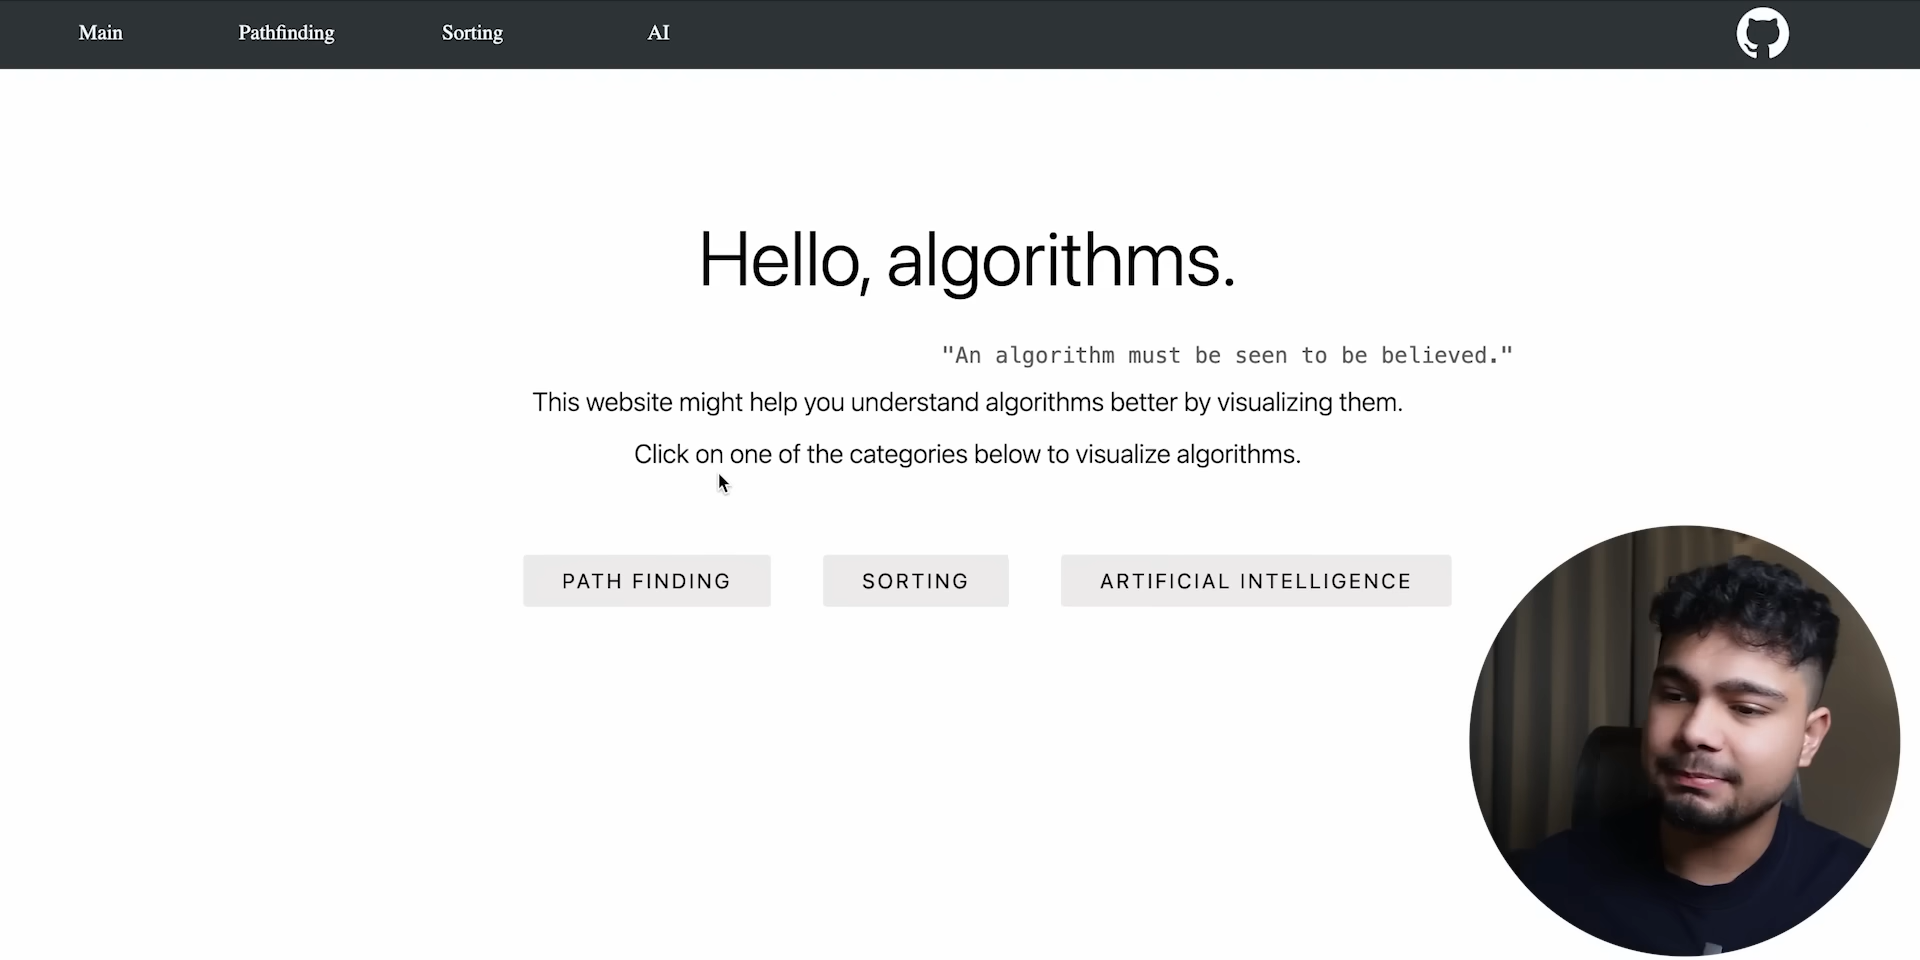 Main Pathfinding Sorting AI
Hello, algorithms.
"An algorithm must be seen to be believed."
This website might help you understand algorithms better by visualizing them.
Click on one of the categories below to visualize algorithms.
PATH FINDING SORTING ARTIFICIAL INTELLIGENCE